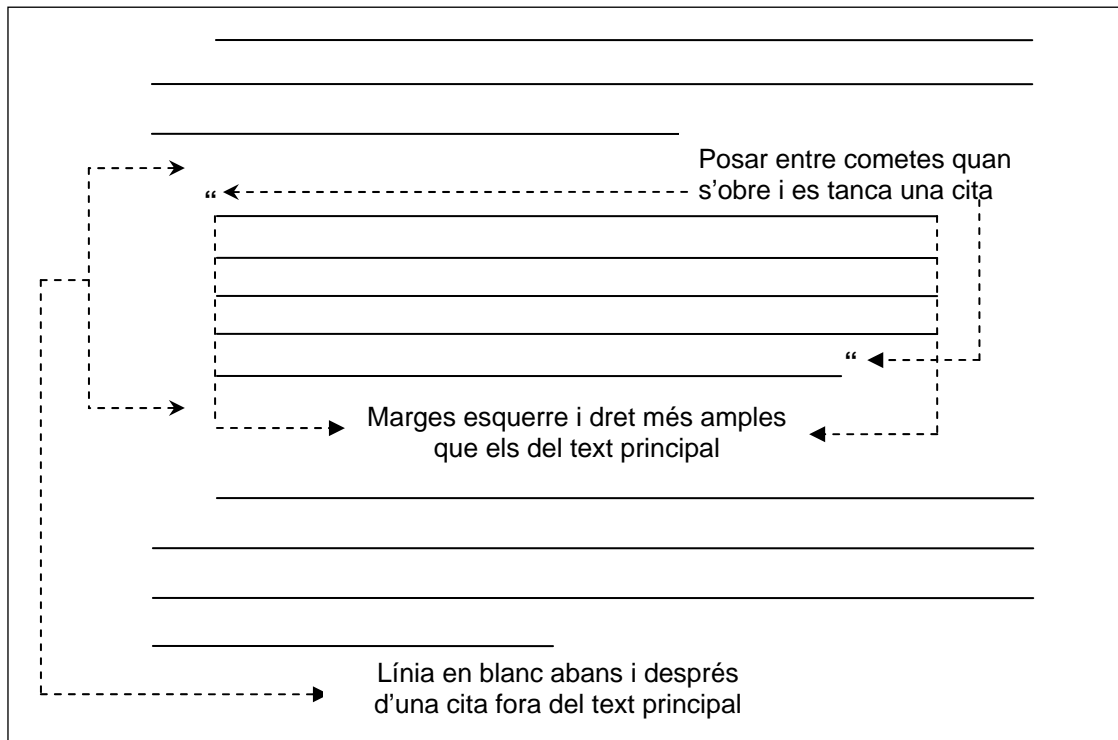 Posar entre cometes quan
“ s’obre i es tanca una cita
“
Marges esquerre i dret més amples
que els del text principal
Línia en blanc abans i després
d’una cita fora del text principal